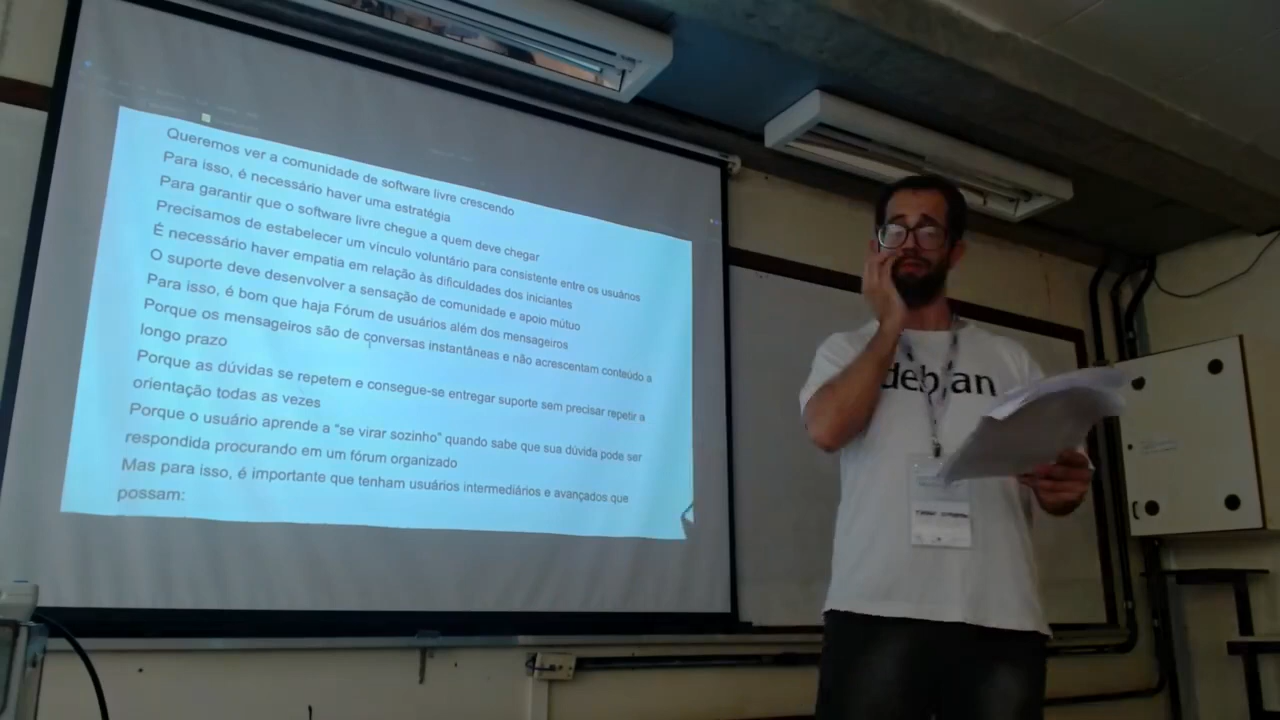 Queremos ver a comunidade de software livre crescendo
Para isso, é necessário haver uma estratégia
Para garantir que o software livre chegue a quem deve chegar
Precisamos de estabelecer um vínculo voluntário para consistente entre os usuários
É necessário haver empatia em relação às dificuldades dos iniciantes
O suporte deve desenvolver a sensação de comunidade e apoio mútuo
Para isso, é bom que haja Fórum de usuários além dos mensageiros
Porque os mensageiros são de conversas instantâneas e não acrescentam conteúdo a
longo prazo
Porque as dúvidas se repetem e consegue-se entregar suporte sem precisar repetir a
orientação todas as vezes
Porque o usuário aprende a “se virar sozinho” quando sabe que sua dúvida pode ser
respondida procurando em um fórum organizado
Mas para isso, é importante que tenham usuários intermediários e avançados que
possam:
debian